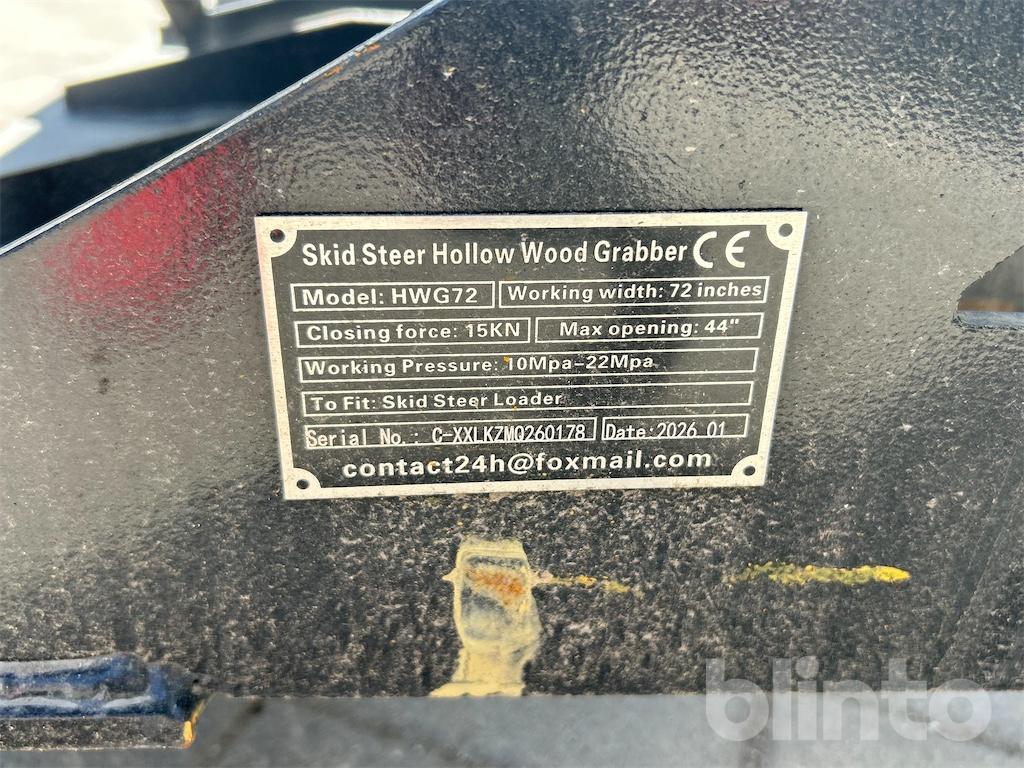 Skid Steer Hollow Wood Grabber CE
Model: HWG72 Working width: 72 inches
Closing force: 15KN Max opening: 44"
Working Pressure: 10Mpa-22Mpa
To Fit: Skid Steer Loader
Serial No.: C-XXLKZMQ260178 Date:2026 01
contact24h@foxmail.com
blinto